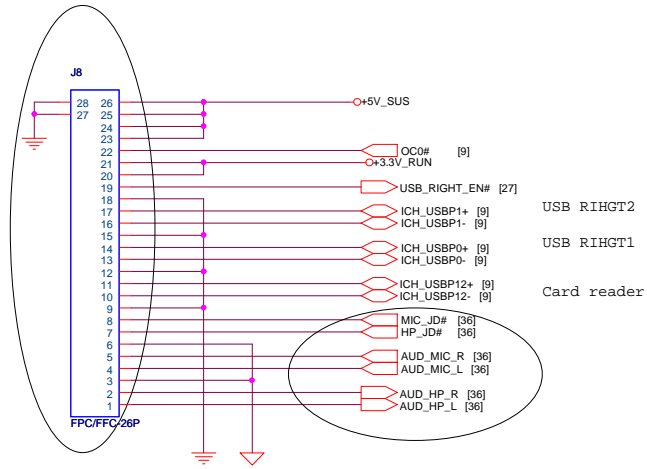 J8
28 26 +5V_SUS
27 25
24
23
22 OC0# [9]
21 +3.3V_RUN
20
19 USB_RIGHT_EN# [27]
18
17 ICH_USBP1+ [9] USB RIHGT2
16 ICH_USBP1- [9]
15
14 ICH_USBP0+ [9] USB RIHGT1
13 ICH_USBP0- [9]
12
11 ICH_USBP12+ [9]
10 ICH_USBP12- [9] Card reader
9
8 MIC_JD# [36]
7 HP_JD# [36]
6
5 AUD_MIC_R [36]
4 AUD_MIC_L [36]
3
2 AUD_HP_R [36]
1 AUD_HP_L [36]
FPC/FFC-26P